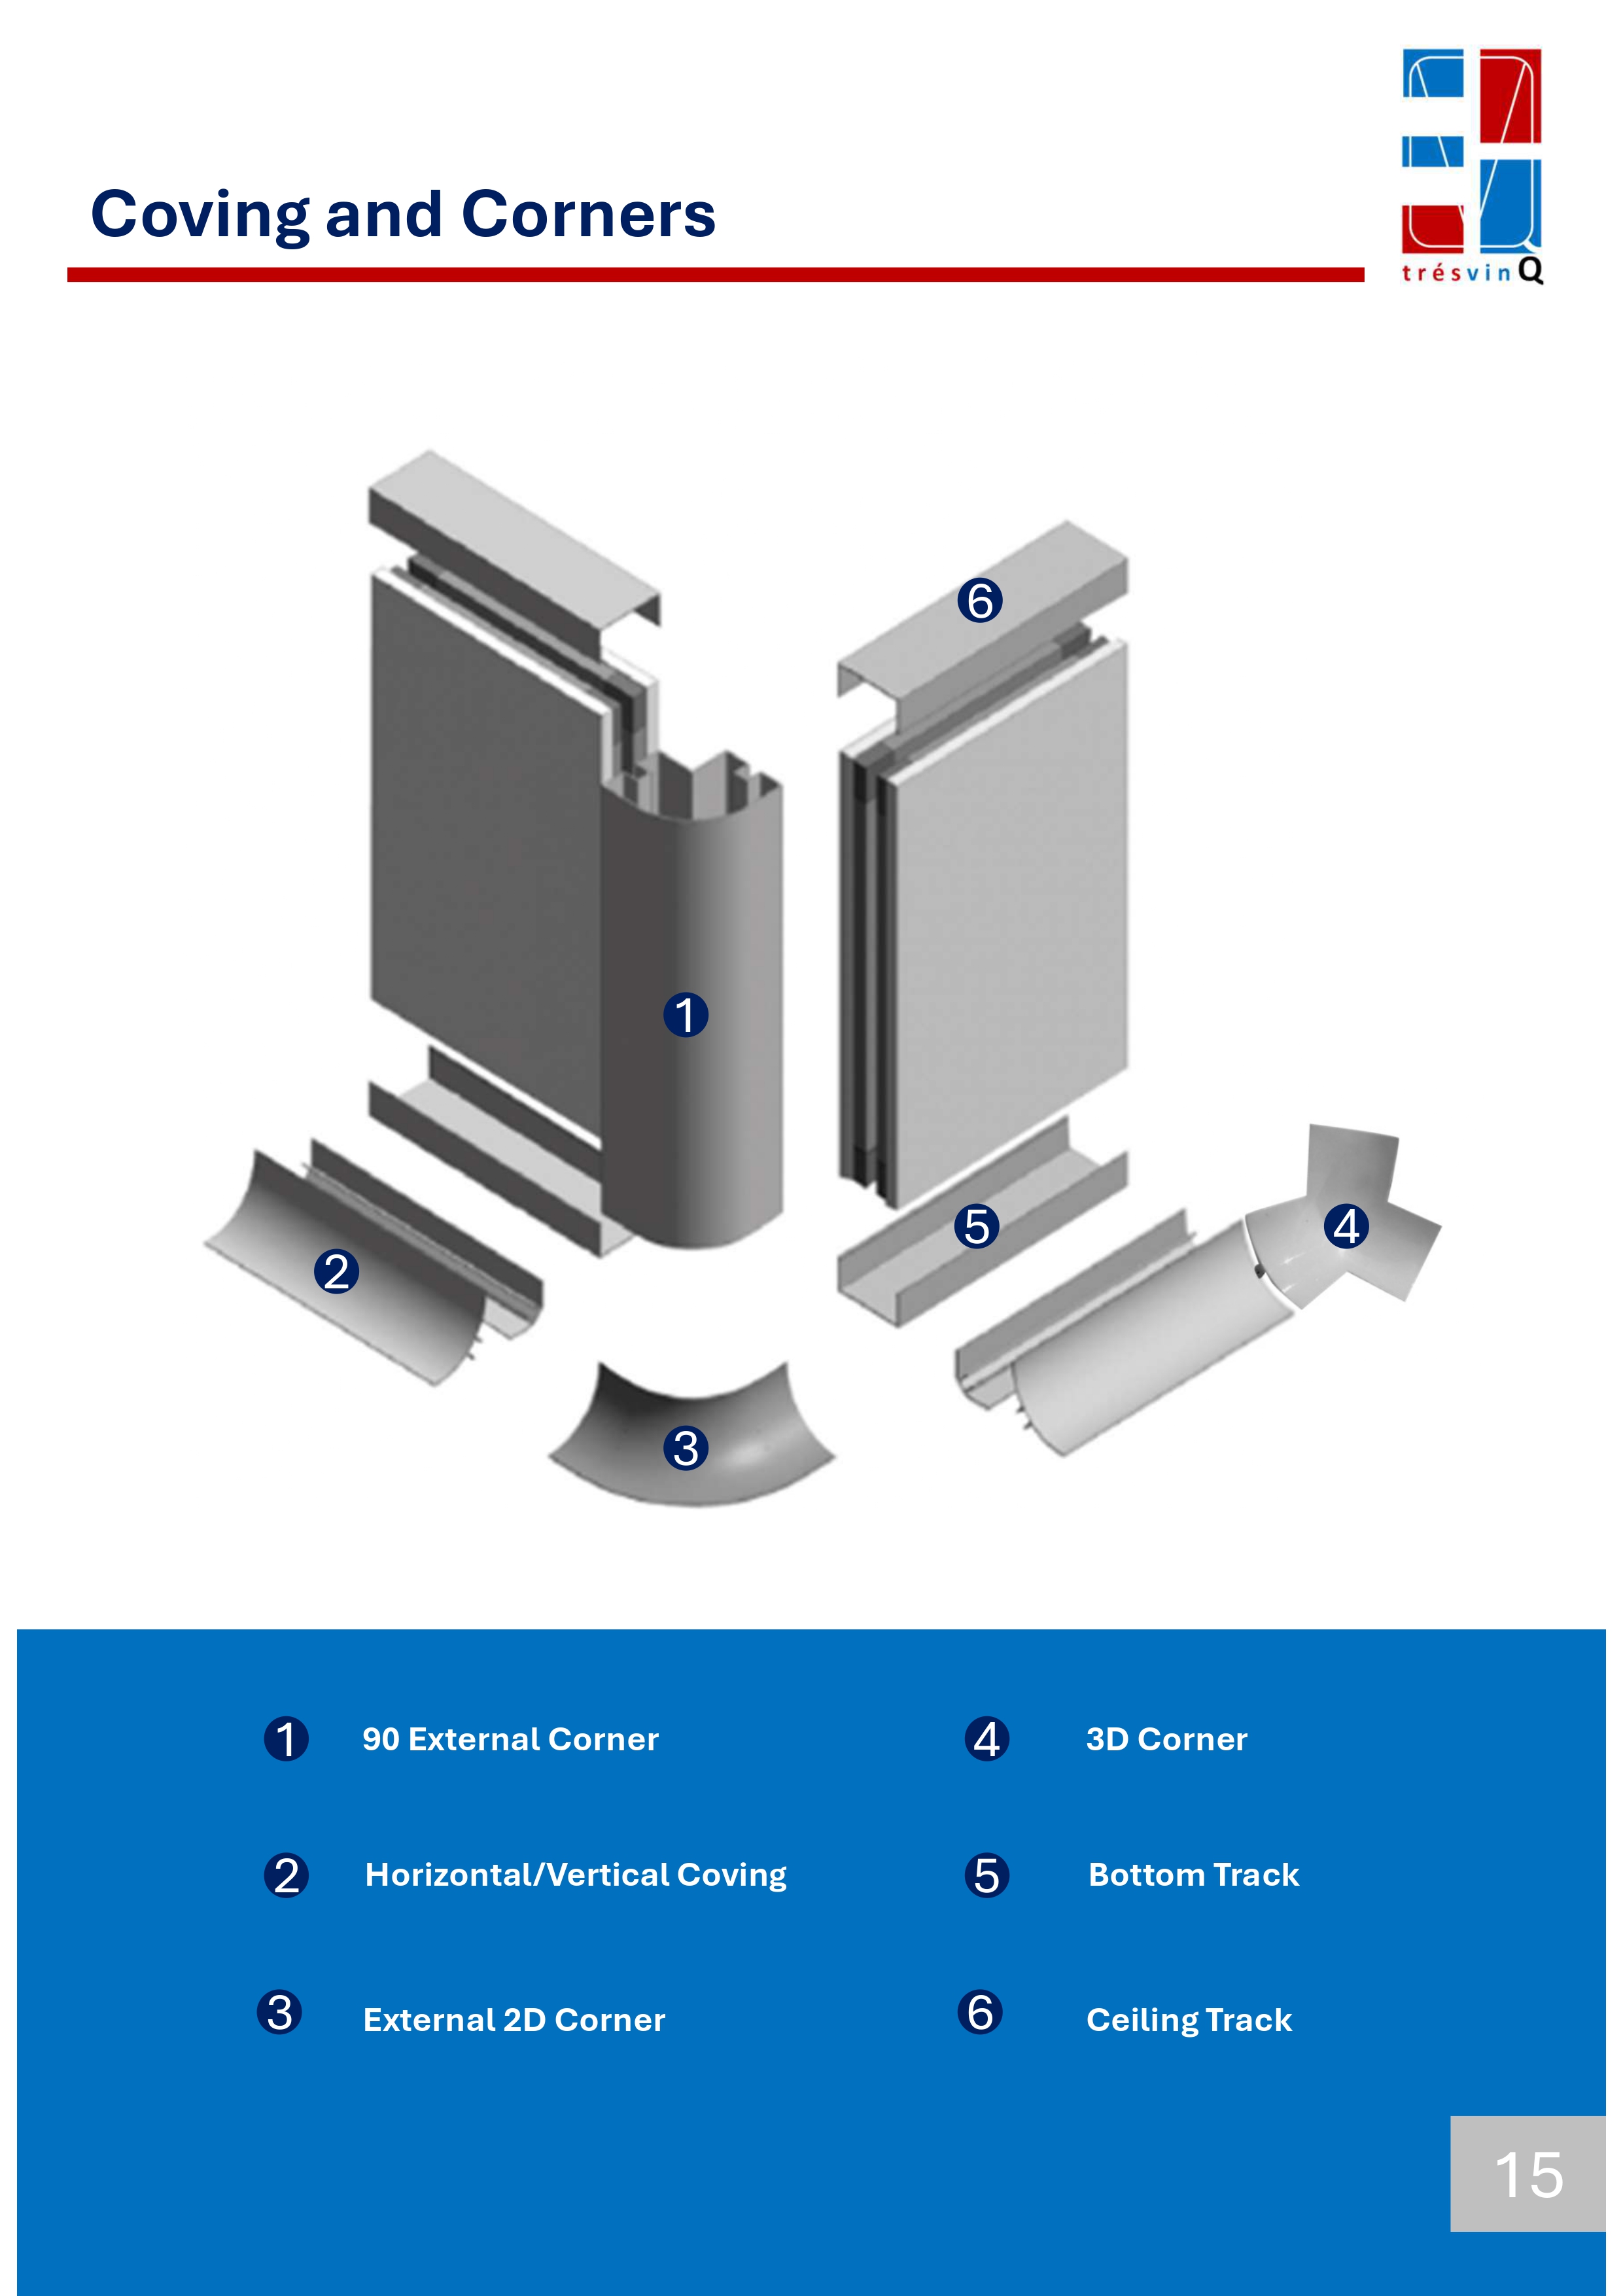 Coving and Corners
trésvinQ
6
1
5
4
2
3
1 90 External Corner
4 3D Corner
2 Horizontal/Vertical Coving
5 Bottom Track
3 External 2D Corner
6 Ceiling Track
15